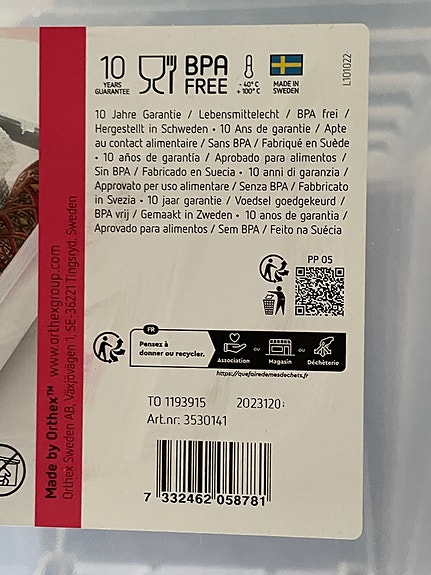 10
YEARS
GUARANTEE
BPA
FREE
- 40° C
+ 100° C
MADE IN
SWEDEN
L101022
10 Jahre Garantie / Lebensmittelecht / BPA frei /
Hergestellt in Schweden • 10 Ans de garantie / Apte
au contact alimentaire / Sans BPA / Fabriqué en Suède
• 10 años de garantía / Aprobado para alimentos /
Sin BPA / Fabricado en Suecia • 10 anni di garanzia /
Approvato per uso alimentare / Senza BPA / Fabbricato
in Svezia • 10 jaar garantie / Voedsel goedgekeurd /
BPA vrij / Gemaakt in Zweden • 10 anos de garantia /
Aprovado para alimentos / Sem BPA / Feito na Suécia
PP 05
FR
Pensez à
donner ou recycler.
Association
ou
Magasin
ou
Déchèterie
https://quefairedemesdechets.fr
TO 1193915 2023120
Art.nr: 3530141
7 332462 058781
Made by Orthex™ www.orthexgroup.com
Orthex Sweden AB, Växjövägen 1, SE-36221 Tingsryd, Sweden